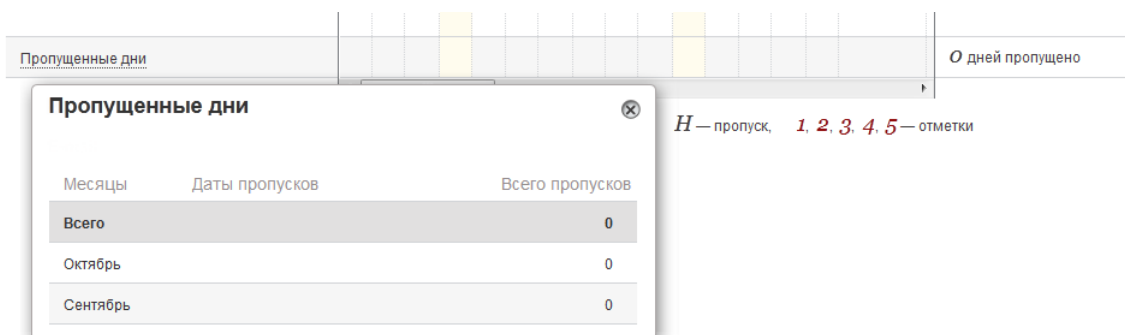 Пропущенные дни
0 дней пропущено
Пропущенные дни
Н — пропуск, 1, 2, 3, 4, 5 — отметки
Месяцы Даты пропусков Всего пропусков
Всего 0
Октябрь 0
Сентябрь 0